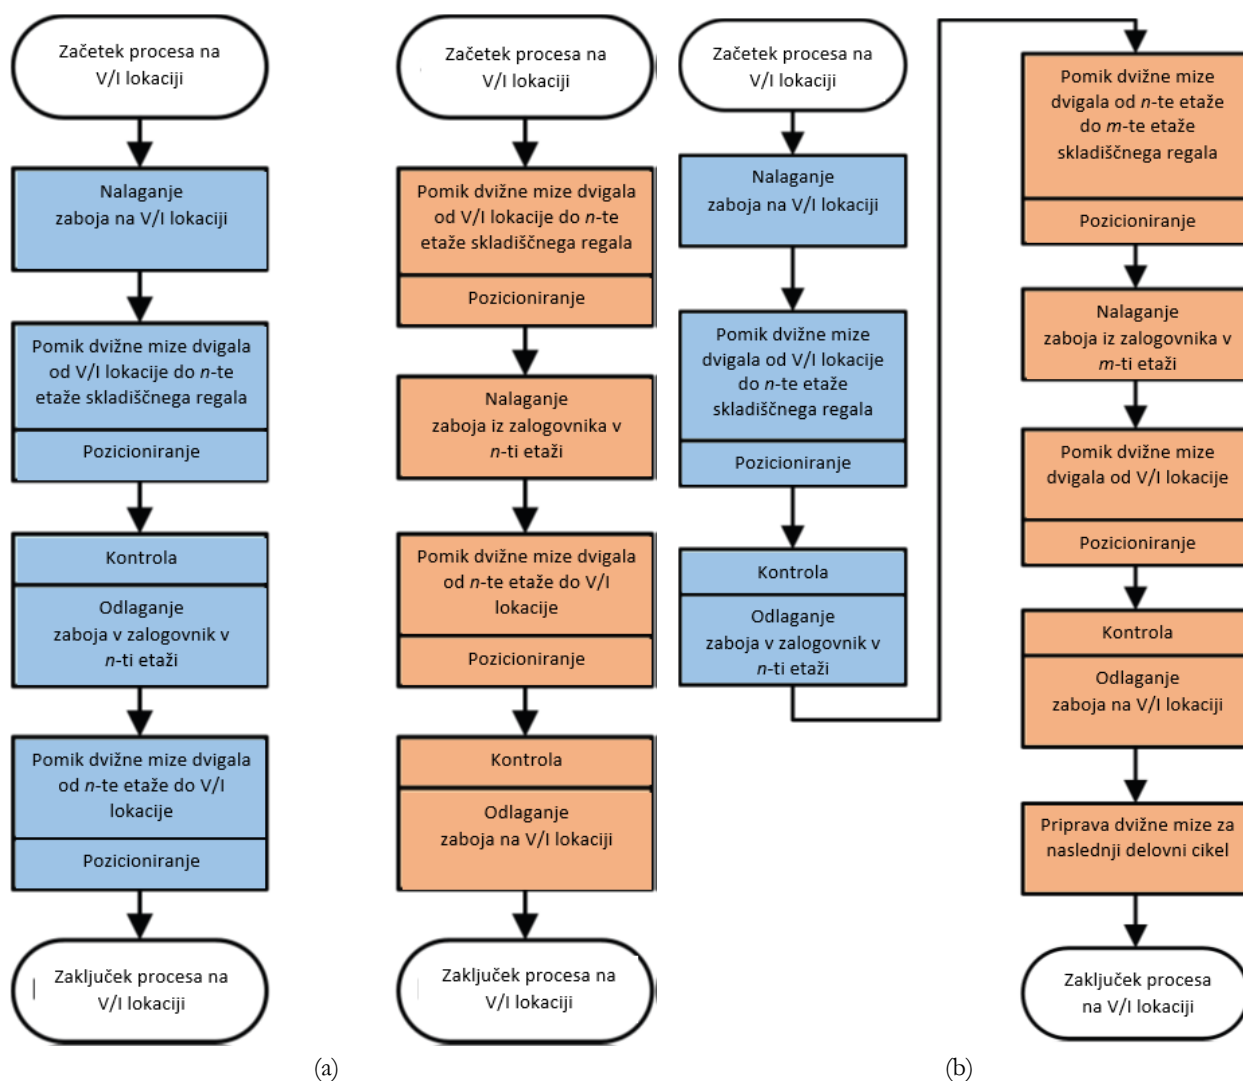 Začetek procesa na
V/I lokaciji
Nalaganje
zaboja na V/I lokaciji
Pomik dvižne mize dvigala
od V/I lokacije do n-te
etaže skladiščnega regala
Pozicioniranje
Kontrola
Odlaganje
zaboja v zalogovnik v
n-ti etaži
Pomik dvižne mize dvigala
od n-te etaže do V/I
lokacije
Pozicioniranje
Zaključek procesa na
V/I lokaciji
Začetek procesa na
V/I lokaciji
Pomik dvižne mize dvigala
od V/I lokacije do n-te
etaže skladiščnega regala
Pozicioniranje
Nalaganje
zaboja iz zalogovnika v
n-ti etaži
Pomik dvižne mize dvigala
od n-te etaže do V/I
lokacije
Pozicioniranje
Kontrola
Odlaganje
zaboja na V/I lokaciji
Zaključek procesa na
V/I lokaciji
(a)
Začetek procesa na
V/I lokaciji
Nalaganje
zaboja na V/I lokaciji
Pomik dvižne mize
dvigala od V/I lokacije
do n-te etaže
skladiščnega regala
Pozicioniranje
Kontrola
Odlaganje
zaboja v zalogovnik v
n-ti etaži
Pomik dvižne mize
dvigala od n-te etaže
do m-te etaže
skladiščnega regala
Pozicioniranje
Nalaganje
zaboja iz zalogovnika v
m-ti etaži
Pomik dvižne mize
dvigala od V/I lokacije
Pozicioniranje
Kontrola
Odlaganje
zaboja na V/I lokaciji
Priprava dvižne mize za
naslednji delovni cikel
Zaključek procesa
na V/I lokaciji
(b)